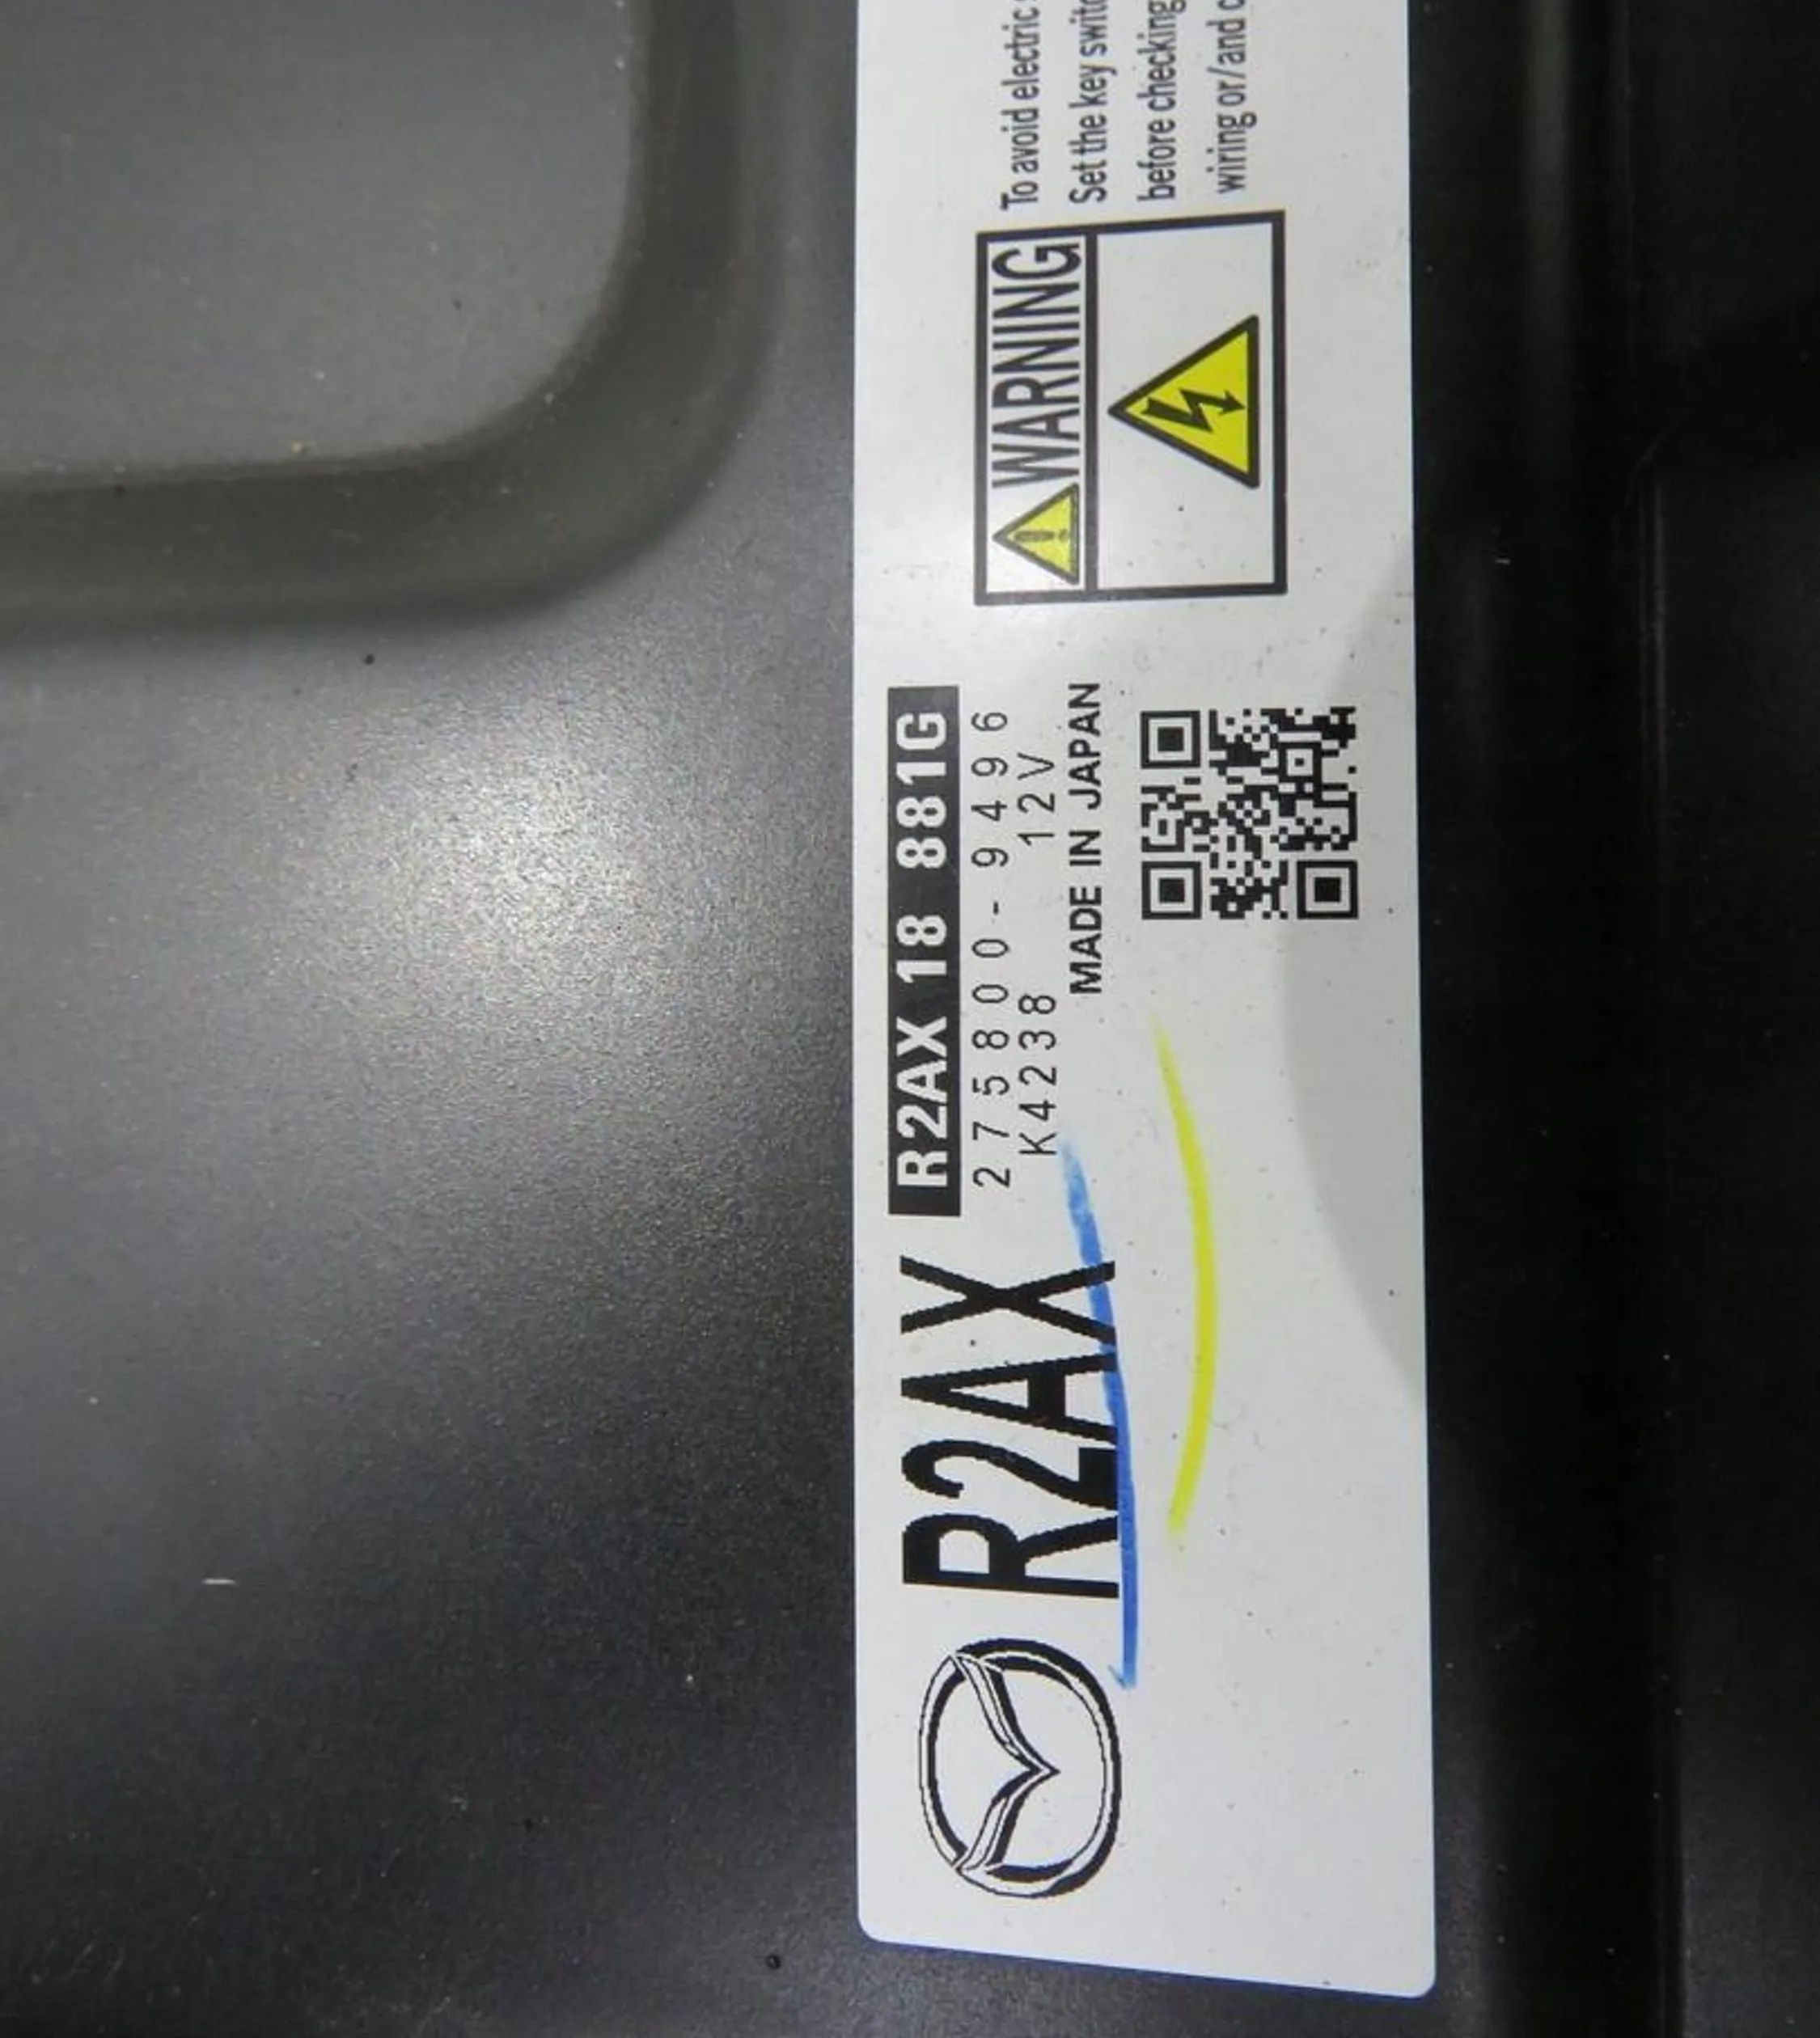 R2AX
R2AX 18 881G
275800-9496
K4238 12V
MADE IN JAPAN
WARNING
To avoid electric
Set the key
before checking
wiring or/and